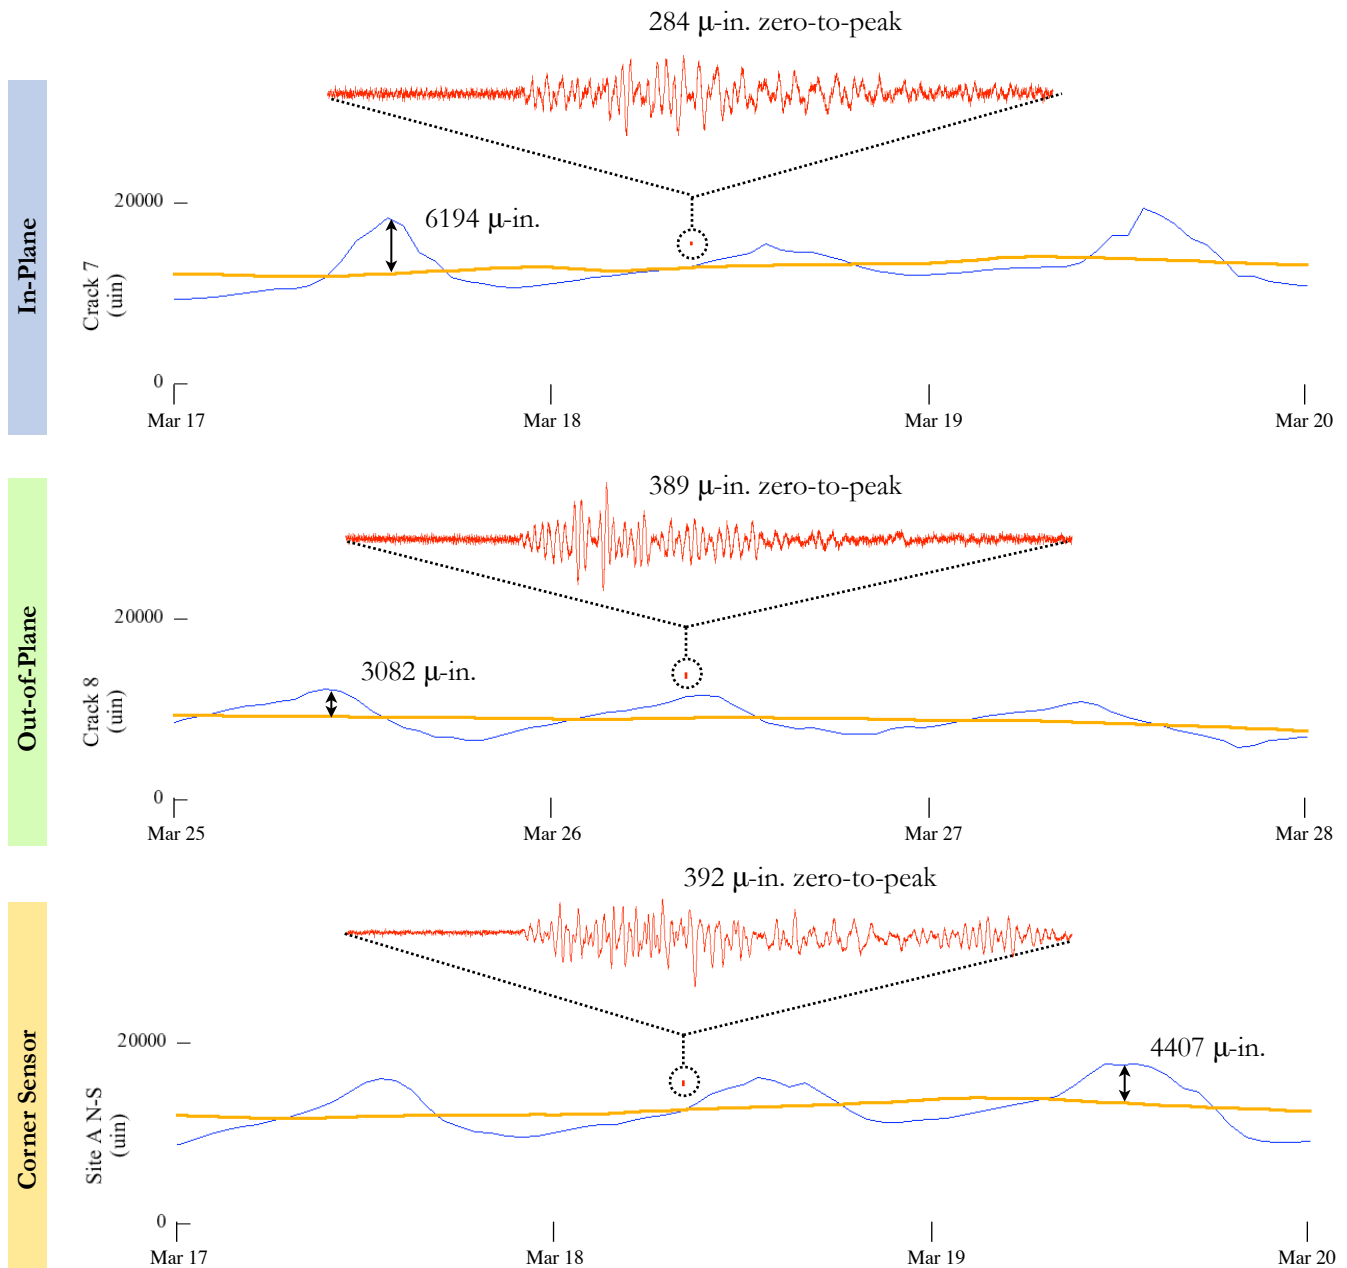 284 μ-in. zero-to-peak
In-Plane
Crack 7
(uin)
20000
6194 μ-in.
0
Mar 17
Mar 18
Mar 19
Mar 20
389 μ-in. zero-to-peak
Out-of-Plane
Crack 8
(uin)
20000
3082 μ-in.
0
Mar 25
Mar 26
Mar 27
Mar 28
392 μ-in. zero-to-peak
Corner Sensor
Site A N-S
(uin)
20000
4407 μ-in.
0
Mar 17
Mar 18
Mar 19
Mar 20